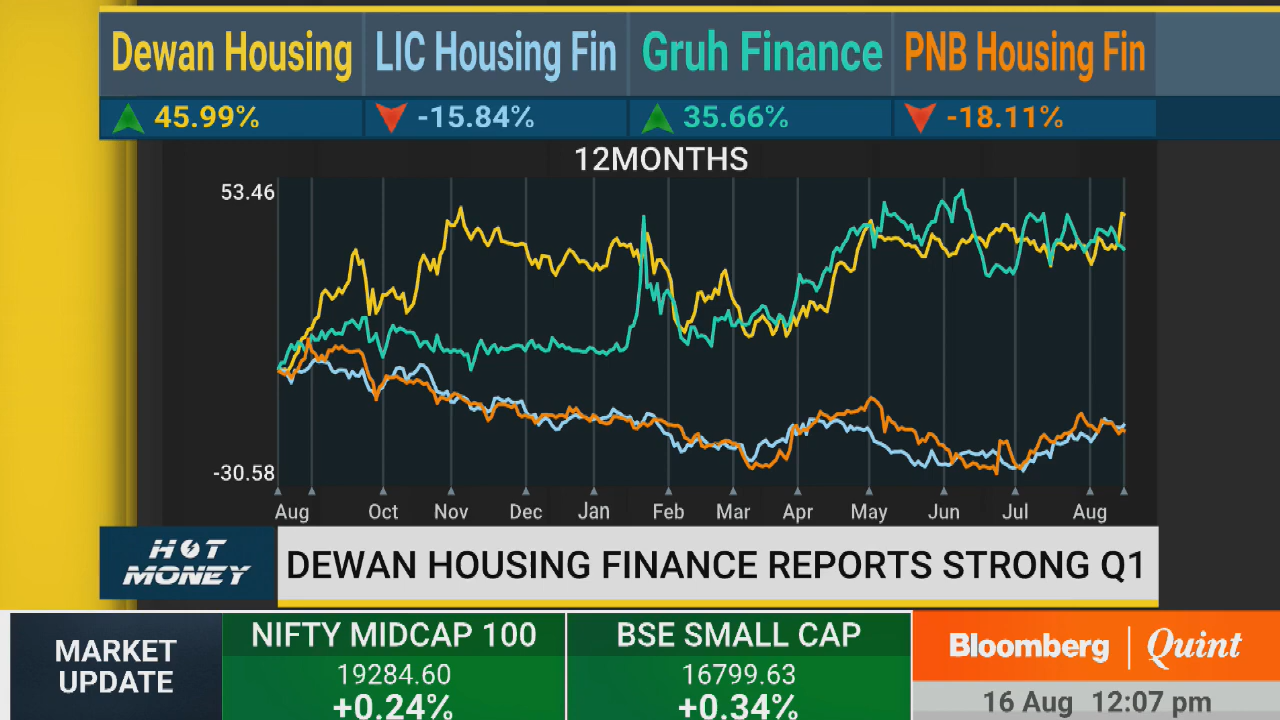 Dewan Housing LIC Housing Fin Gruh Finance PNB Housing Fin
45.99% -15.84% 35.66% -18.11%
12MONTHS
53.46
-30.58
Aug Oct Nov Dec Jan Feb Mar Apr May Jun Jul Aug
HOT
MONEY
DEWAN HOUSING FINANCE REPORTS STRONG Q1
MARKET
UPDATE
NIFTY MIDCAP 100
19284.60
+0.24%
BSE SMALL CAP
16799.63
+0.34%
Bloomberg | Quint
16 Aug 12:07 pm